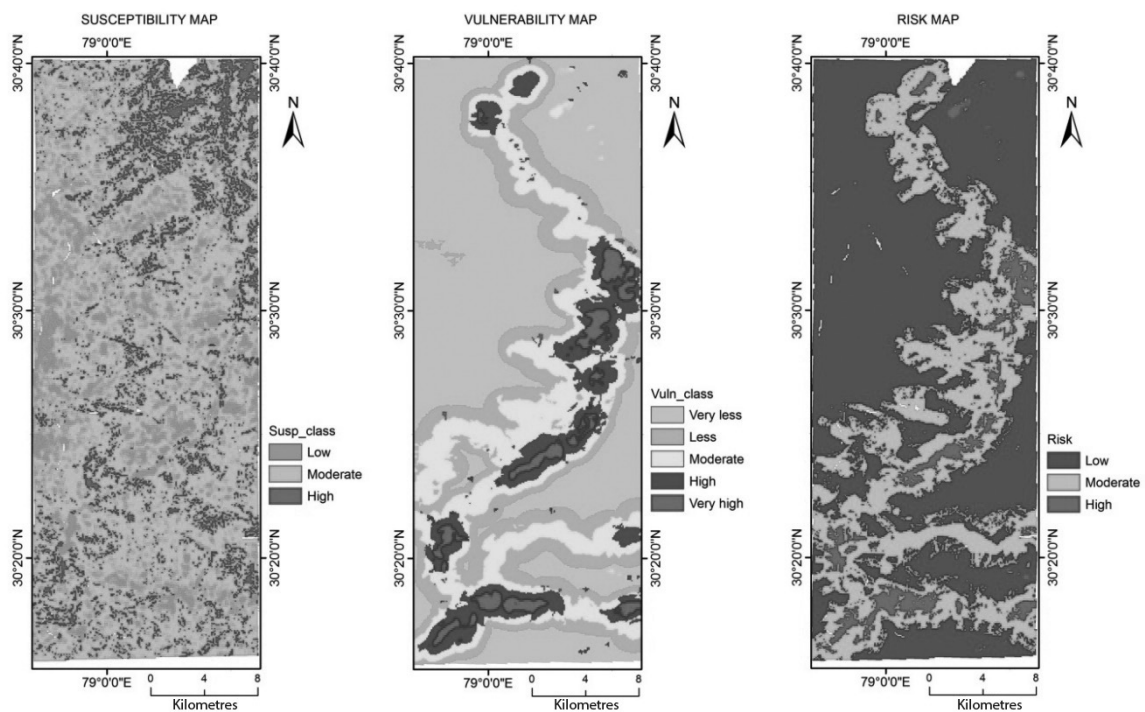 SUSCEPTIBILITY MAP
79°0'0"E
30°40'0"N
N
30°30'0"N
Susp_class
Low
Moderate
High
30°20'0"N
79°0'0"E
0 4 8
Kilometres
VULNERABILITY MAP
79°0'0"E
30°40'0"N
30°40'0"N
N
30°30'0"N
30°30'0"N
Vuln_class
Very less
Less
Moderate
High
Very high
30°20'0"N
30°20'0"N
79°0'0"E
0 4 8
Kilometres
RISK MAP
79°0'0"E
30°40'0"N
30°40'0"N
N
30°30'0"N
30°30'0"N
Risk
Low
Moderate
High
30°20'0"N
30°20'0"N
79°0'0"E
0 4 8
Kilometres